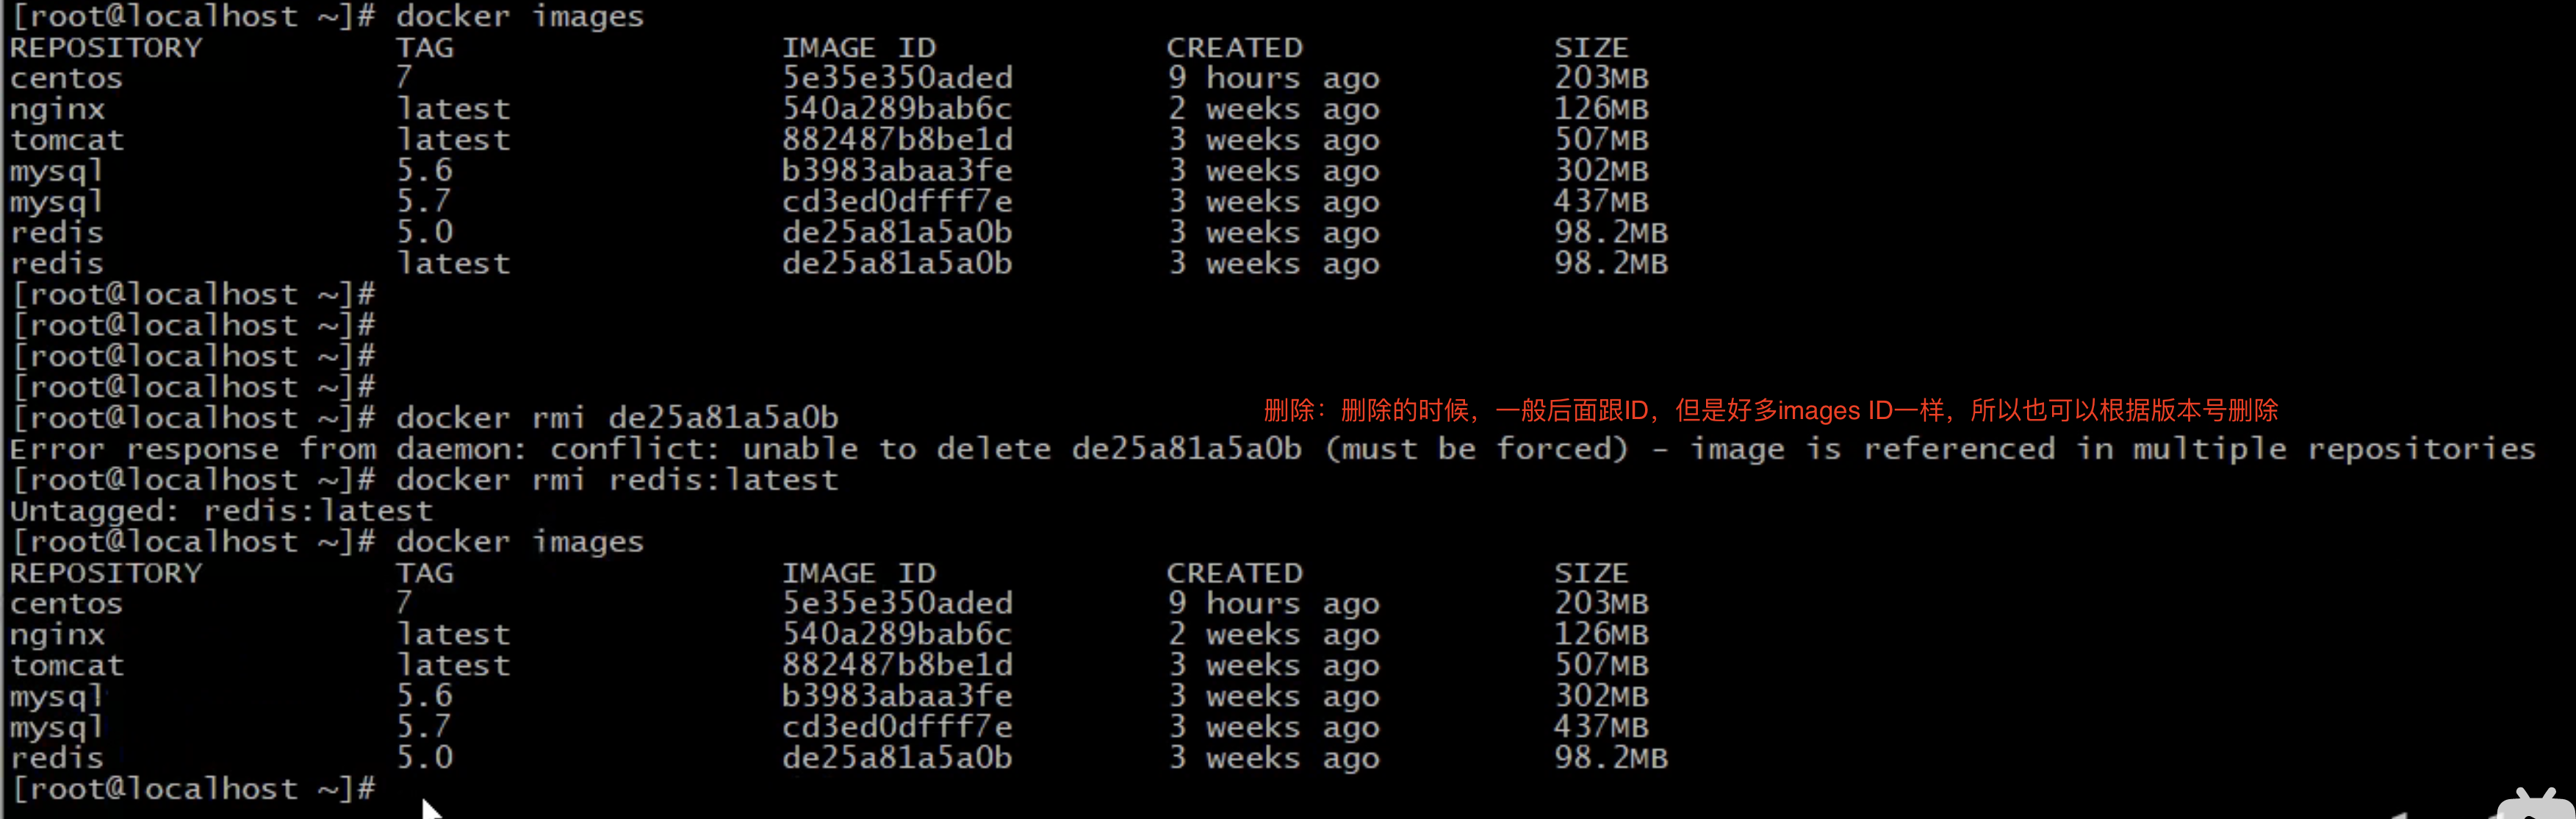 [root@localhost ~]# docker images
REPOSITORY TAG IMAGE ID CREATED SIZE
centos 7 5e35e350aded 9 hours ago 203MB
nginx latest 540a289bab6c 2 weeks ago 126MB
tomcat latest 882487b8be1d 3 weeks ago 507MB
mysql 5.6 b3983abaa3fe 3 weeks ago 302MB
mysql 5.7 cd3ed0dfff7e 3 weeks ago 437MB
redis 5.0 de25a81a5a0b 3 weeks ago 98.2MB
redis latest de25a81a5a0b 3 weeks ago 98.2MB
[root@localhost ~]#
[root@localhost ~]#
[root@localhost ~]#
[root@localhost ~]#
[root@localhost ~]# docker rmi de25a81a5a0b
删除：删除的时候，一般后面跟ID，但是好多images ID一样，所以也可以根据版本号删除
Error response from daemon: conflict: unable to delete de25a81a5a0b (must be forced) - image is referenced in multiple repositories
[root@localhost ~]# docker rmi redis:latest
Untagged: redis:latest
[root@localhost ~]# docker images
REPOSITORY TAG IMAGE ID CREATED SIZE
centos 7 5e35e350aded 9 hours ago 203MB
nginx latest 540a289bab6c 2 weeks ago 126MB
tomcat latest 882487b8be1d 3 weeks ago 507MB
mysql 5.6 b3983abaa3fe 3 weeks ago 302MB
mysql 5.7 cd3ed0dfff7e 3 weeks ago 437MB
redis 5.0 de25a81a5a0b 3 weeks ago 98.2MB
[root@localhost ~]#